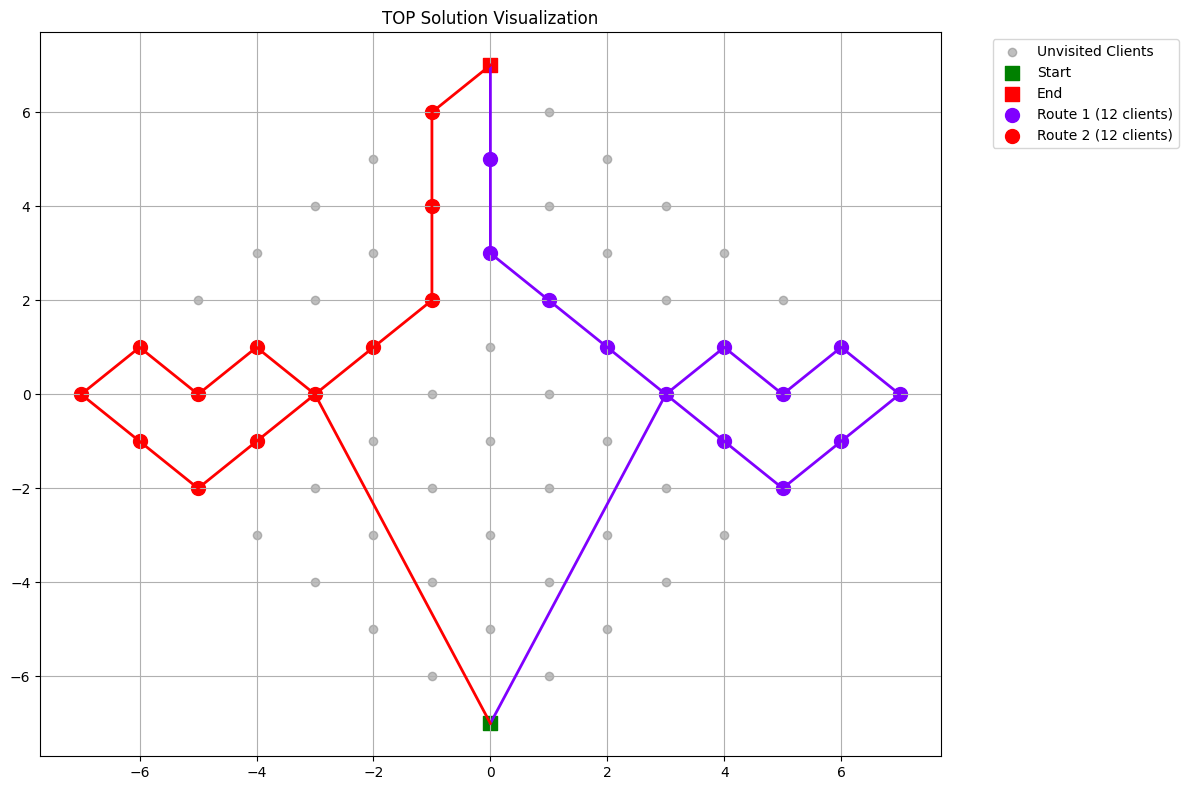 TOP Solution Visualization
Unvisited Clients
Start
End
Route 1 (12 clients)
Route 2 (12 clients)
6
4
2
0
−2
−4
−6
−6 −4 −2 0 2 4 6